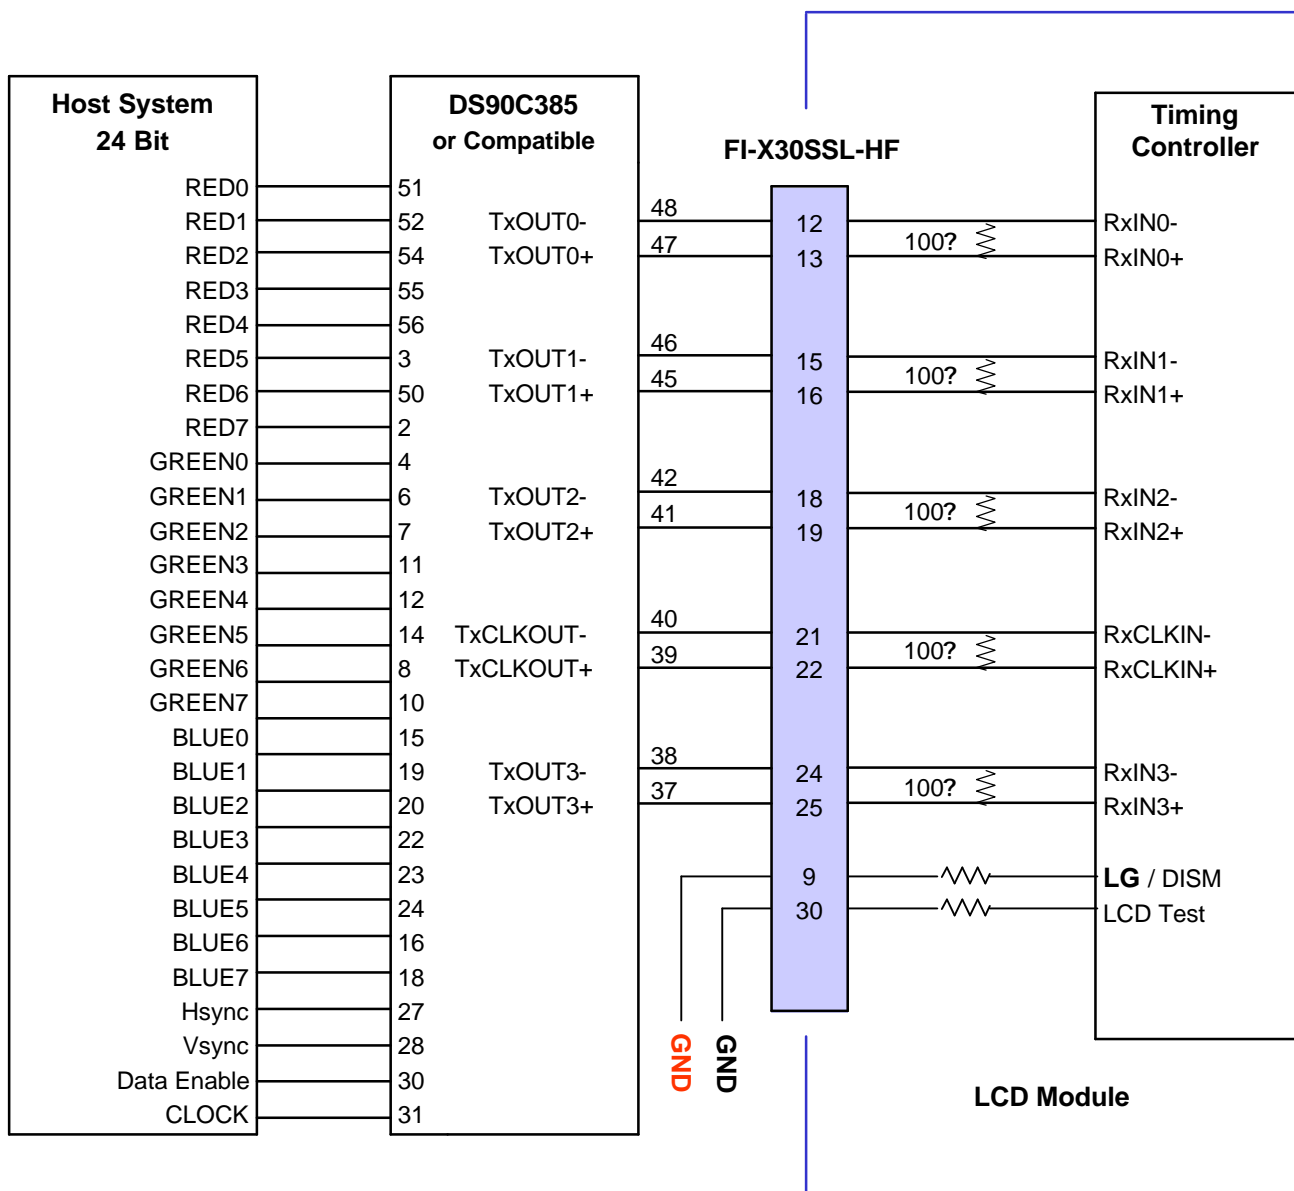 Host System
24 Bit
RED0
RED1
RED2
RED3
RED4
RED5
RED6
RED7
GREEN0
GREEN1
GREEN2
GREEN3
GREEN4
GREEN5
GREEN6
GREEN7
BLUE0
BLUE1
BLUE2
BLUE3
BLUE4
BLUE5
BLUE6
BLUE7
Hsync
Vsync
Data Enable
CLOCK
DS90C385
or Compatible
51
52
54
55
56
3
50
2
4
6
7
11
12
14
8
10
15
19
20
22
23
24
16
18
27
28
30
31
TxOUT0-
TxOUT0+
TxOUT1-
TxOUT1+
TxOUT2-
TxOUT2+
TxCLKOUT-
TxCLKOUT+
TxOUT3-
TxOUT3+
48
47
46
45
42
41
40
39
38
37
GND
GND
FI-X30SSL-HF
12
13
15
16
18
19
21
22
24
25
9
30
100?
100?
100?
100?
100?
Timing
Controller
RxIN0-
RxIN0+
RxIN1-
RxIN1+
RxIN2-
RxIN2+
RxCLKIN-
RxCLKIN+
RxIN3-
RxIN3+
LG / DISM
LCD Test
LCD Module